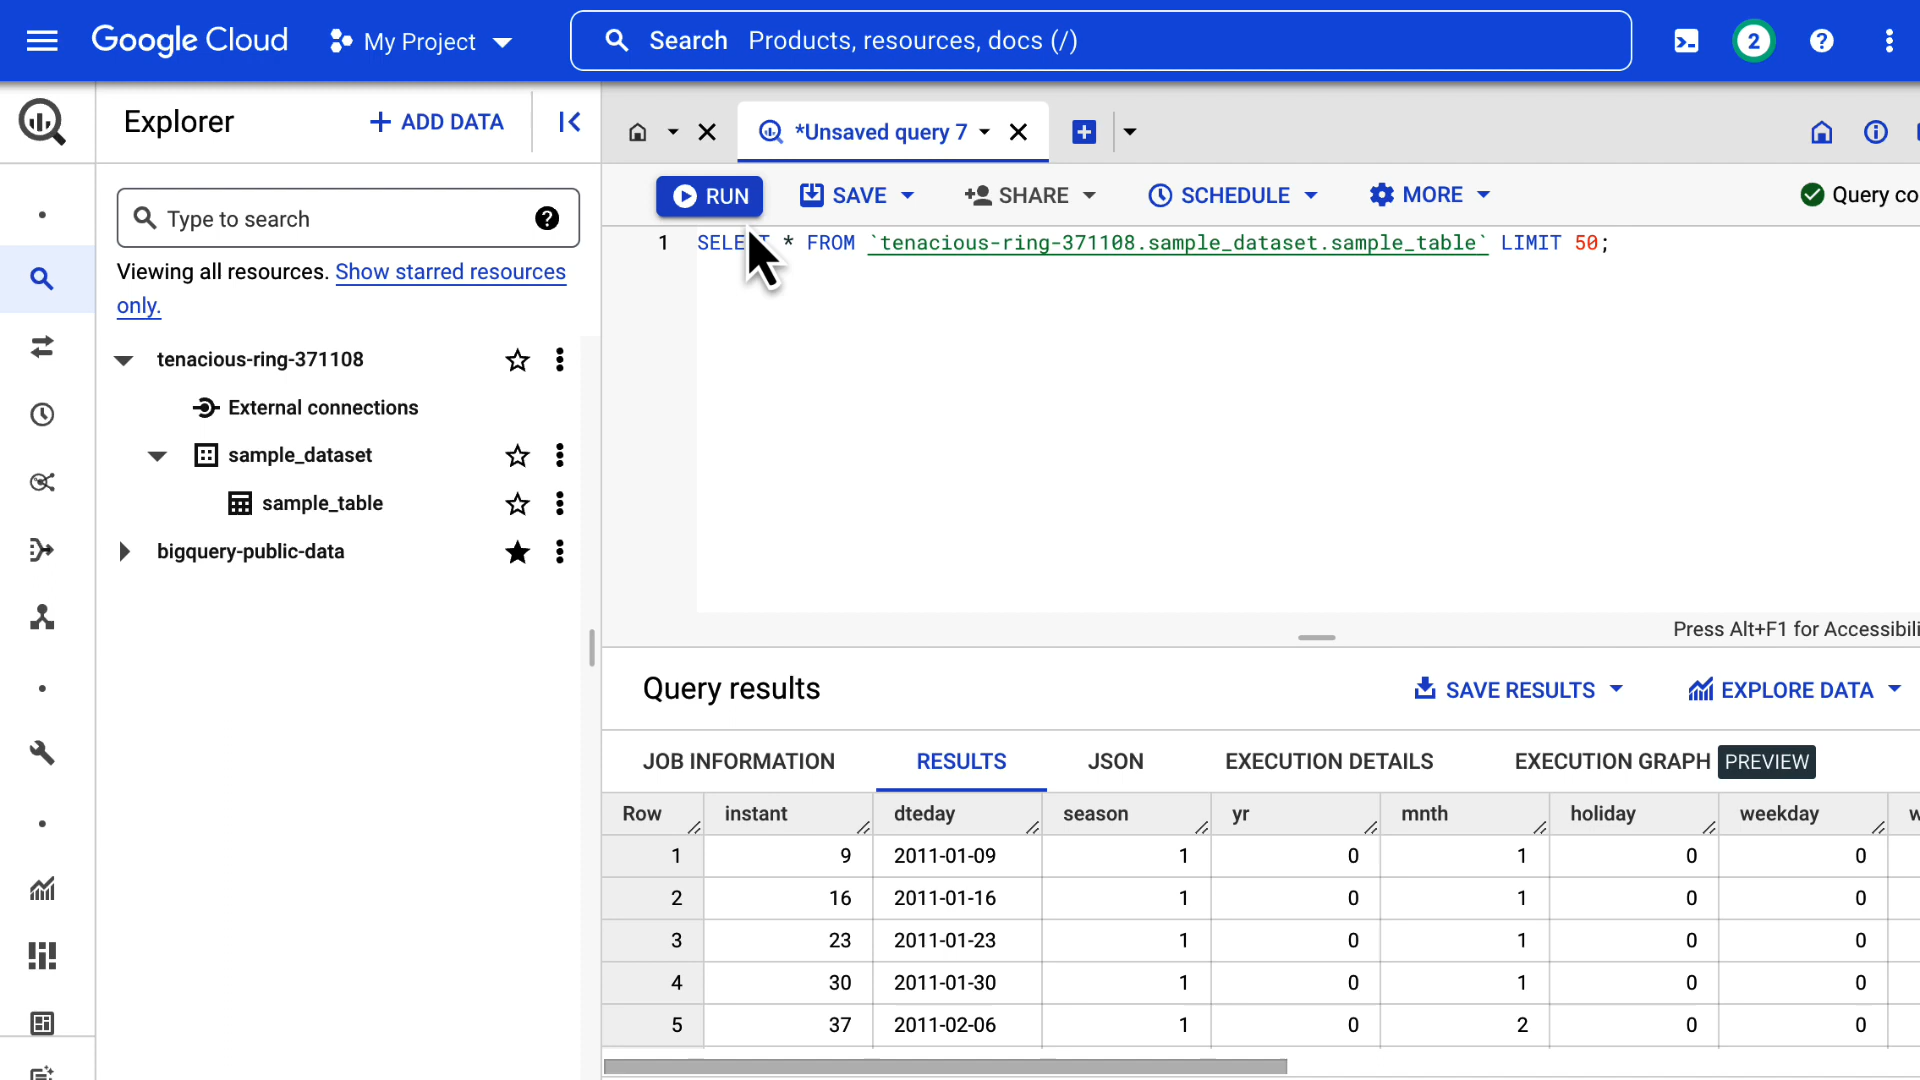 Google Cloud My Project Search Products, resources, docs (/) 2
Explorer + ADD DATA
*Unsaved query 7
RUN SAVE SHARE SCHEDULE MORE Query co
Type to search
1 SELECT * FROM `tenacious-ring-371108.sample_dataset.sample_table` LIMIT 50;
Viewing all resources. Show starred resources
only.
tenacious-ring-371108
External connections
sample_dataset
sample_table
bigquery-public-data
Press Alt+F1 for Accessibili
Query results SAVE RESULTS EXPLORE DATA
JOB INFORMATION RESULTS JSON EXECUTION DETAILS EXECUTION GRAPH PREVIEW
Row instant dteday season yr mnth holiday weekday w
1 9 2011-01-09 1 0 1 0 0
2 16 2011-01-16 1 0 1 0 0
3 23 2011-01-23 1 0 1 0 0
4 30 2011-01-30 1 0 1 0 0
5 37 2011-02-06 1 0 2 0 0